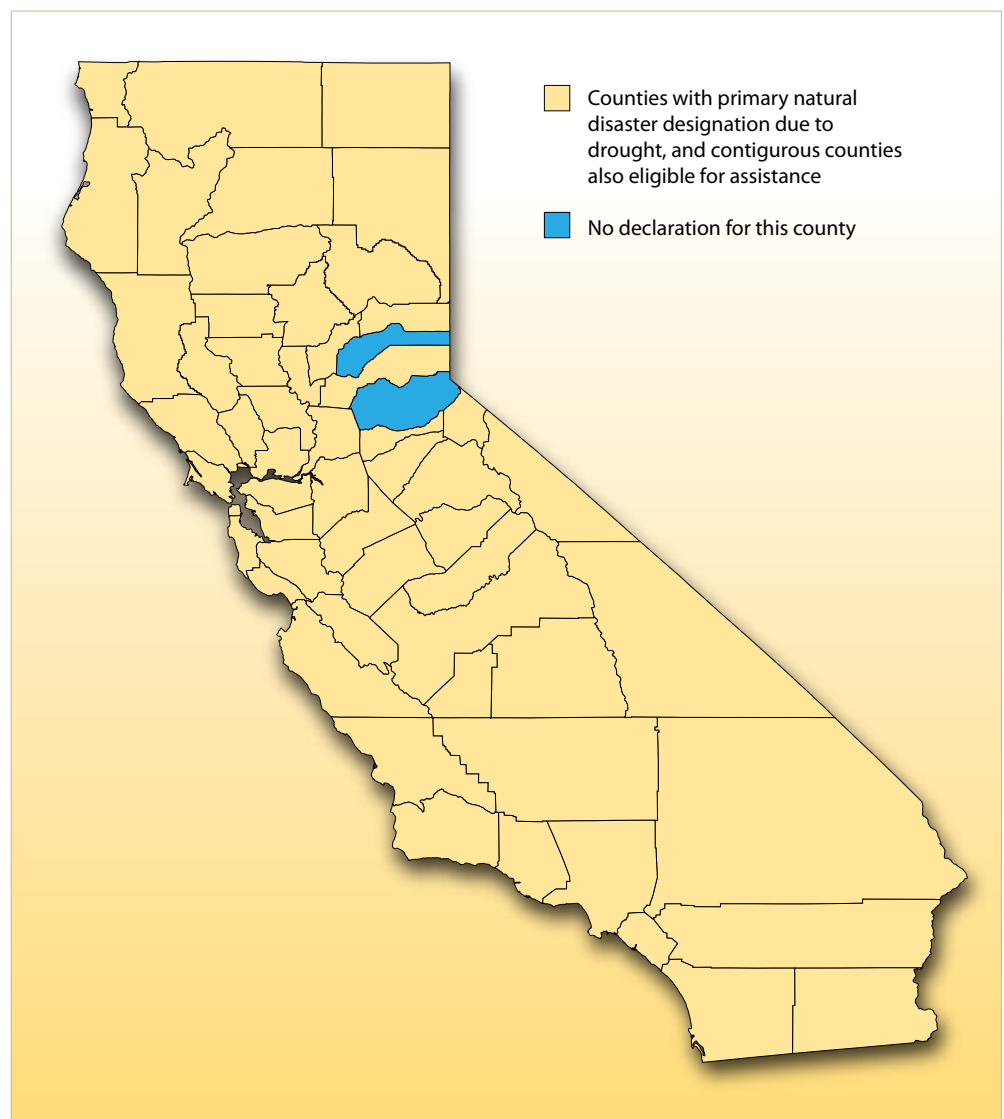 Counties with primary natural
disaster designation due to
drought, and contigurous counties
also eligible for assistance
No declaration for this county